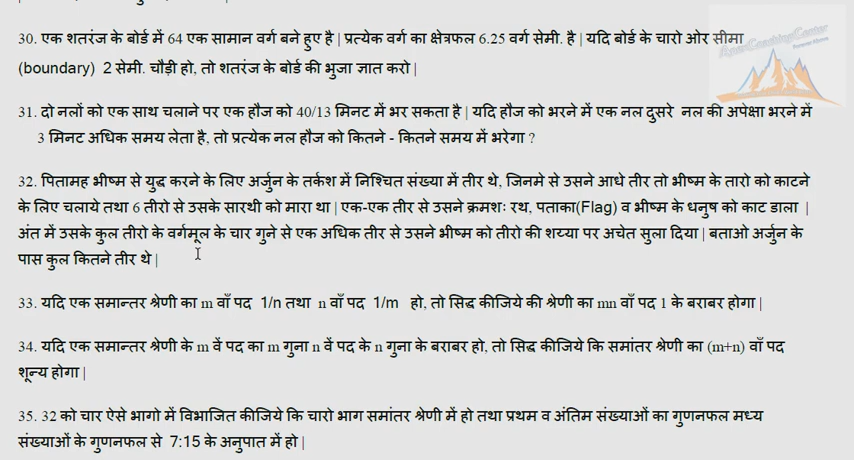 30. एक शतरंज के बोर्ड में 64 एक सामान वर्ग बने हुए है | प्रत्येक वर्ग का क्षेत्रफल 6.25 वर्ग सेमी. है | यदि बोर्ड के चारो ओर सीमा
(boundary) 2 सेमी. चौड़ी हो, तो शतरंज के बोर्ड की भुजा ज्ञात करो |
31. दो नलों को एक साथ चलाने पर एक हौज को 40/13 मिनट में भर सकता है | यदि हौज को भरने में एक नल दुसरे नल की अपेक्षा भरने में
3 मिनट अधिक समय लेता है, तो प्रत्येक नल हौज को कितने - कितने समय में भरेगा ?
32. पितामह भीष्म से युद्ध करने के लिए अर्जुन के तर्कश में निश्चित संख्या में तीर थे, जिनमे से उसने आधे तीर तो भीष्म के तारो को काटने
के लिए चलाये तथा 6 तीरो से उसके सारथी को मारा था | एक-एक तीर से उसने क्रमशः रथ, पताका(Flag) व भीष्म के धनुष को काट डाला |
अंत में उसके कुल तीरो के वर्गमूल के चार गुने से एक अधिक तीर से उसने भीष्म को तीरो की शय्या पर अचेत सुला दिया | बताओ अर्जुन के
पास कुल कितने तीर थे |
33. यदि एक समान्तर श्रेणी का m वाँ पद 1/n तथा n वाँ पद 1/m हो, तो सिद्ध कीजिये की श्रेणी का mn वाँ पद 1 के बराबर होगा |
34. यदि एक समान्तर श्रेणी के m वें पद का m गुना n वें पद के n गुना के बराबर हो, तो सिद्ध कीजिये कि समांतर श्रेणी का (m+n) वाँ पद
शून्य होगा |
35. 32 को चार ऐसे भागो में विभाजित कीजिये कि चारो भाग समांतर श्रेणी में हो तथा प्रथम व अंतिम संख्याओं का गुणनफल मध्य
संख्याओं के गुणनफल से 7:15 के अनुपात में हो |